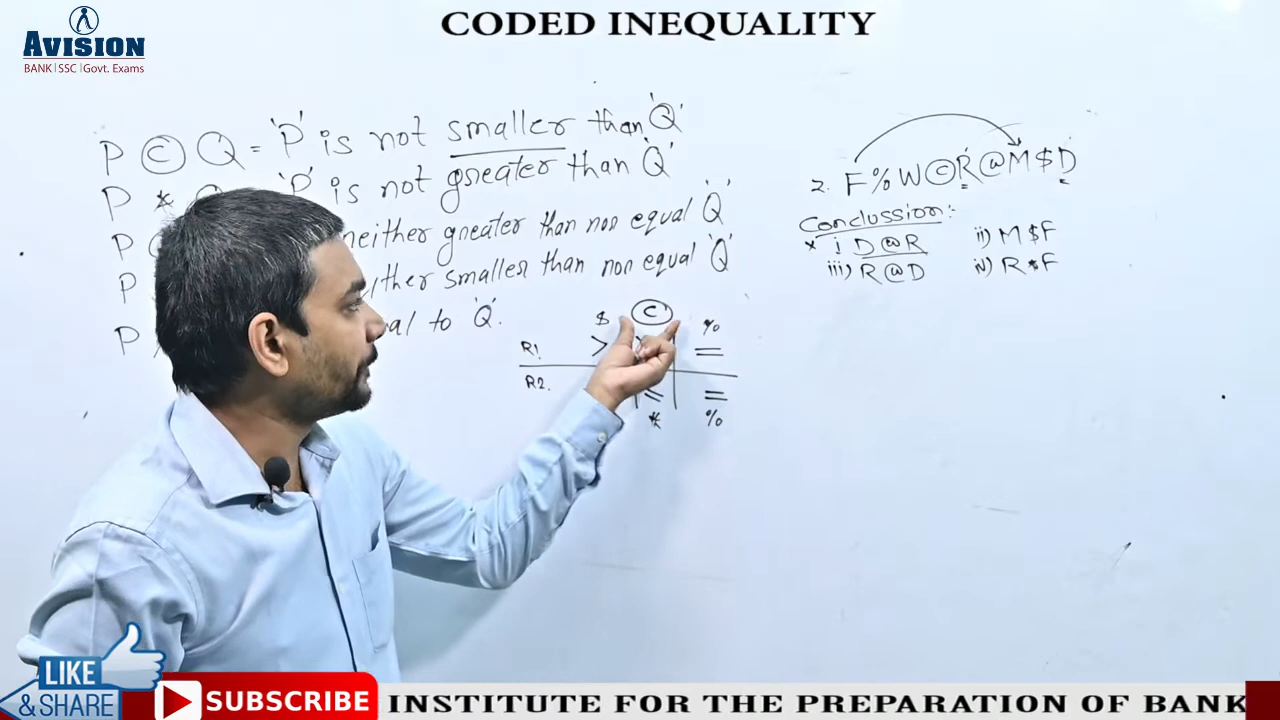 CODED INEQUALITY
AVISION
BANK | SSC | Govt. Exams
P © Q = 'P' is not smaller than 'Q'
P * 'P' is not greater than 'Q'
P neither greater than nor equal 'Q'
P smaller than nor equal 'Q'
P to 'Q'.
$ © %
R1 > =
R2. ≤ =
* %
2. F%W©R@M$D
Conclussion:-
* i D@R ii) M$F
iii) R@D iv) R$F
LIKE
& SHARE
SUBSCRIBE
INSTITUTE FOR THE PREPARATION OF BANK